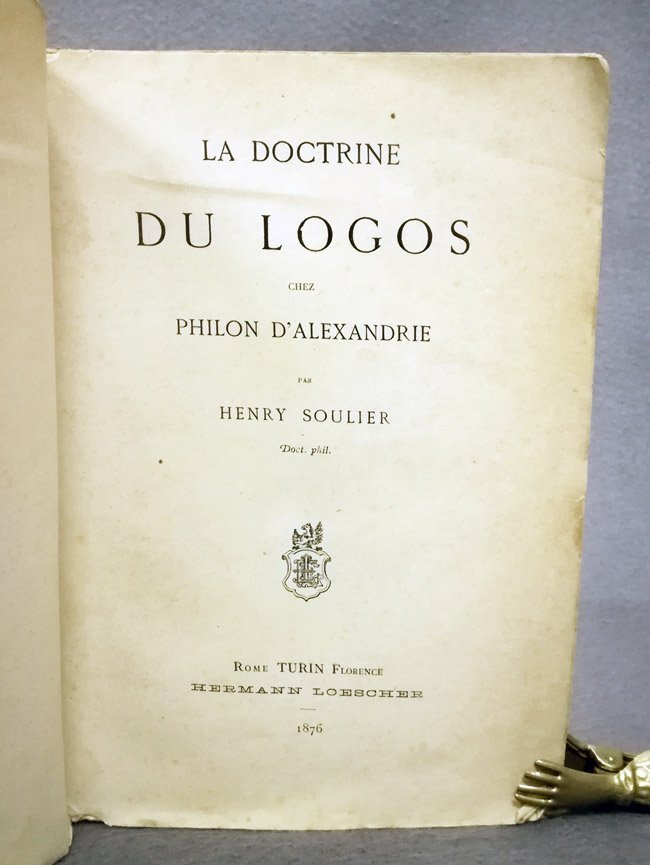 LA DOCTRINE
DU LOGOS
CHEZ
PHILON D'ALEXANDRIE
PAR
HENRY SOULIER
Doct. phil.
ROME TURIN FLORENCE
HERMANN LOESCHER
1876